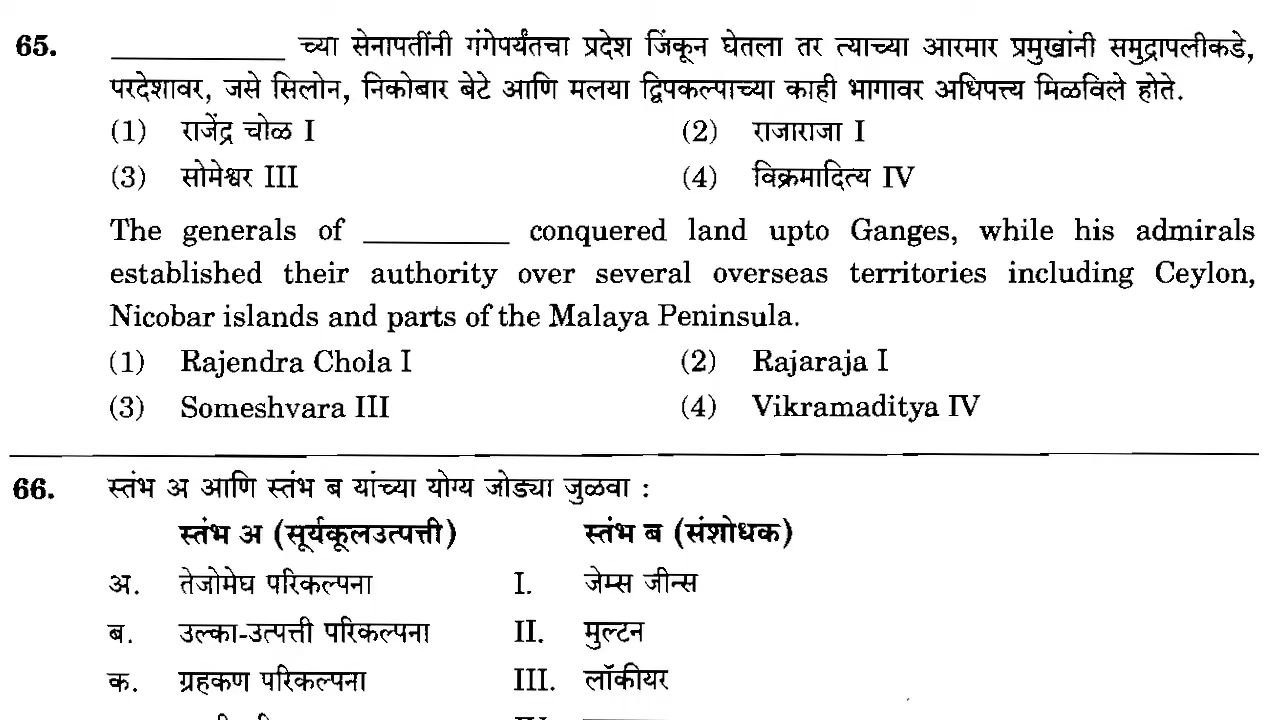 65. __________ च्या सेनापतींनी गंगेपर्यंतचा प्रदेश जिंकून घेतला तर त्याच्या आरमार प्रमुखांनी समुद्रापलीकडे,
परदेशावर, जसे सिलोन, निकोबार बेटे आणि मलया द्विपकल्पाच्या काही भागावर अधिपत्त्य मिळविले होते.
(1) राजेंद्र चोळ I (2) राजाराजा I
(3) सोमेश्वर III (4) विक्रमादित्य IV
The generals of ________ conquered land upto Ganges, while his admirals
established their authority over several overseas territories including Ceylon,
Nicobar islands and parts of the Malaya Peninsula.
(1) Rajendra Chola I (2) Rajaraja I
(3) Someshvara III (4) Vikramaditya IV
66. स्तंभ अ आणि स्तंभ ब यांच्या योग्य जोड्या जुळवा :
स्तंभ अ (सूर्यकूलउत्पत्ती) स्तंभ ब (संशोधक)
अ. तेजोमेघ परिकल्पना I. जेम्स जीन्स
ब. उल्का-उत्पत्ती परिकल्पना II. मुल्टन
क. ग्रहकण परिकल्पना III. लॉकीयर